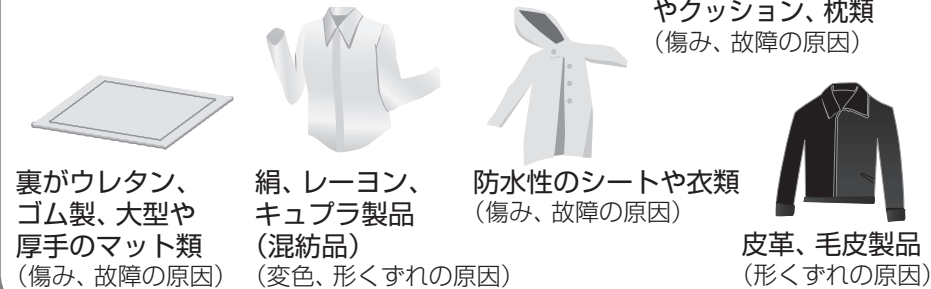 やクッション、枕類
（傷み、故障の原因）
裏がウレタン、
ゴム製、大型や
厚手のマット類
（傷み、故障の原因）
絹、レーヨン、
キュプラ製品
（混紡品）
（変色、形くずれの原因）
防水性のシートや衣類
（傷み、故障の原因）
皮革、毛皮製品
（形くずれの原因）